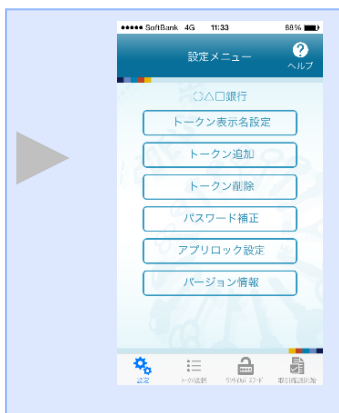 SoftBank 4G 11:33 88%
設定メニュー
ヘルプ
○△□銀行
トークン表示名設定
トークン追加
トークン削除
パスワード補正
アプリロック設定
バージョン情報
設定